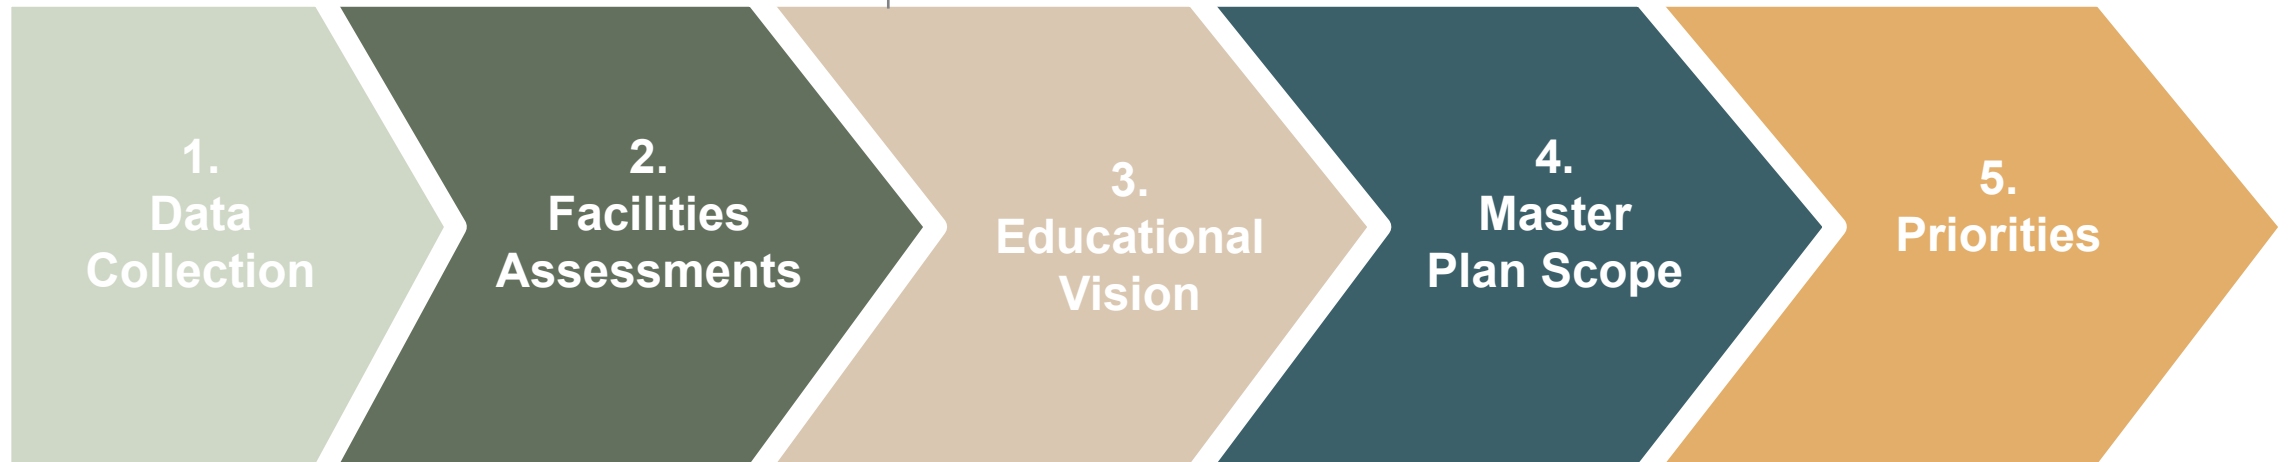 1.
Data
Collection
2.
Facilities
Assessments
3.
Educational
Vision
4.
Master
Plan Scope
5.
Priorities